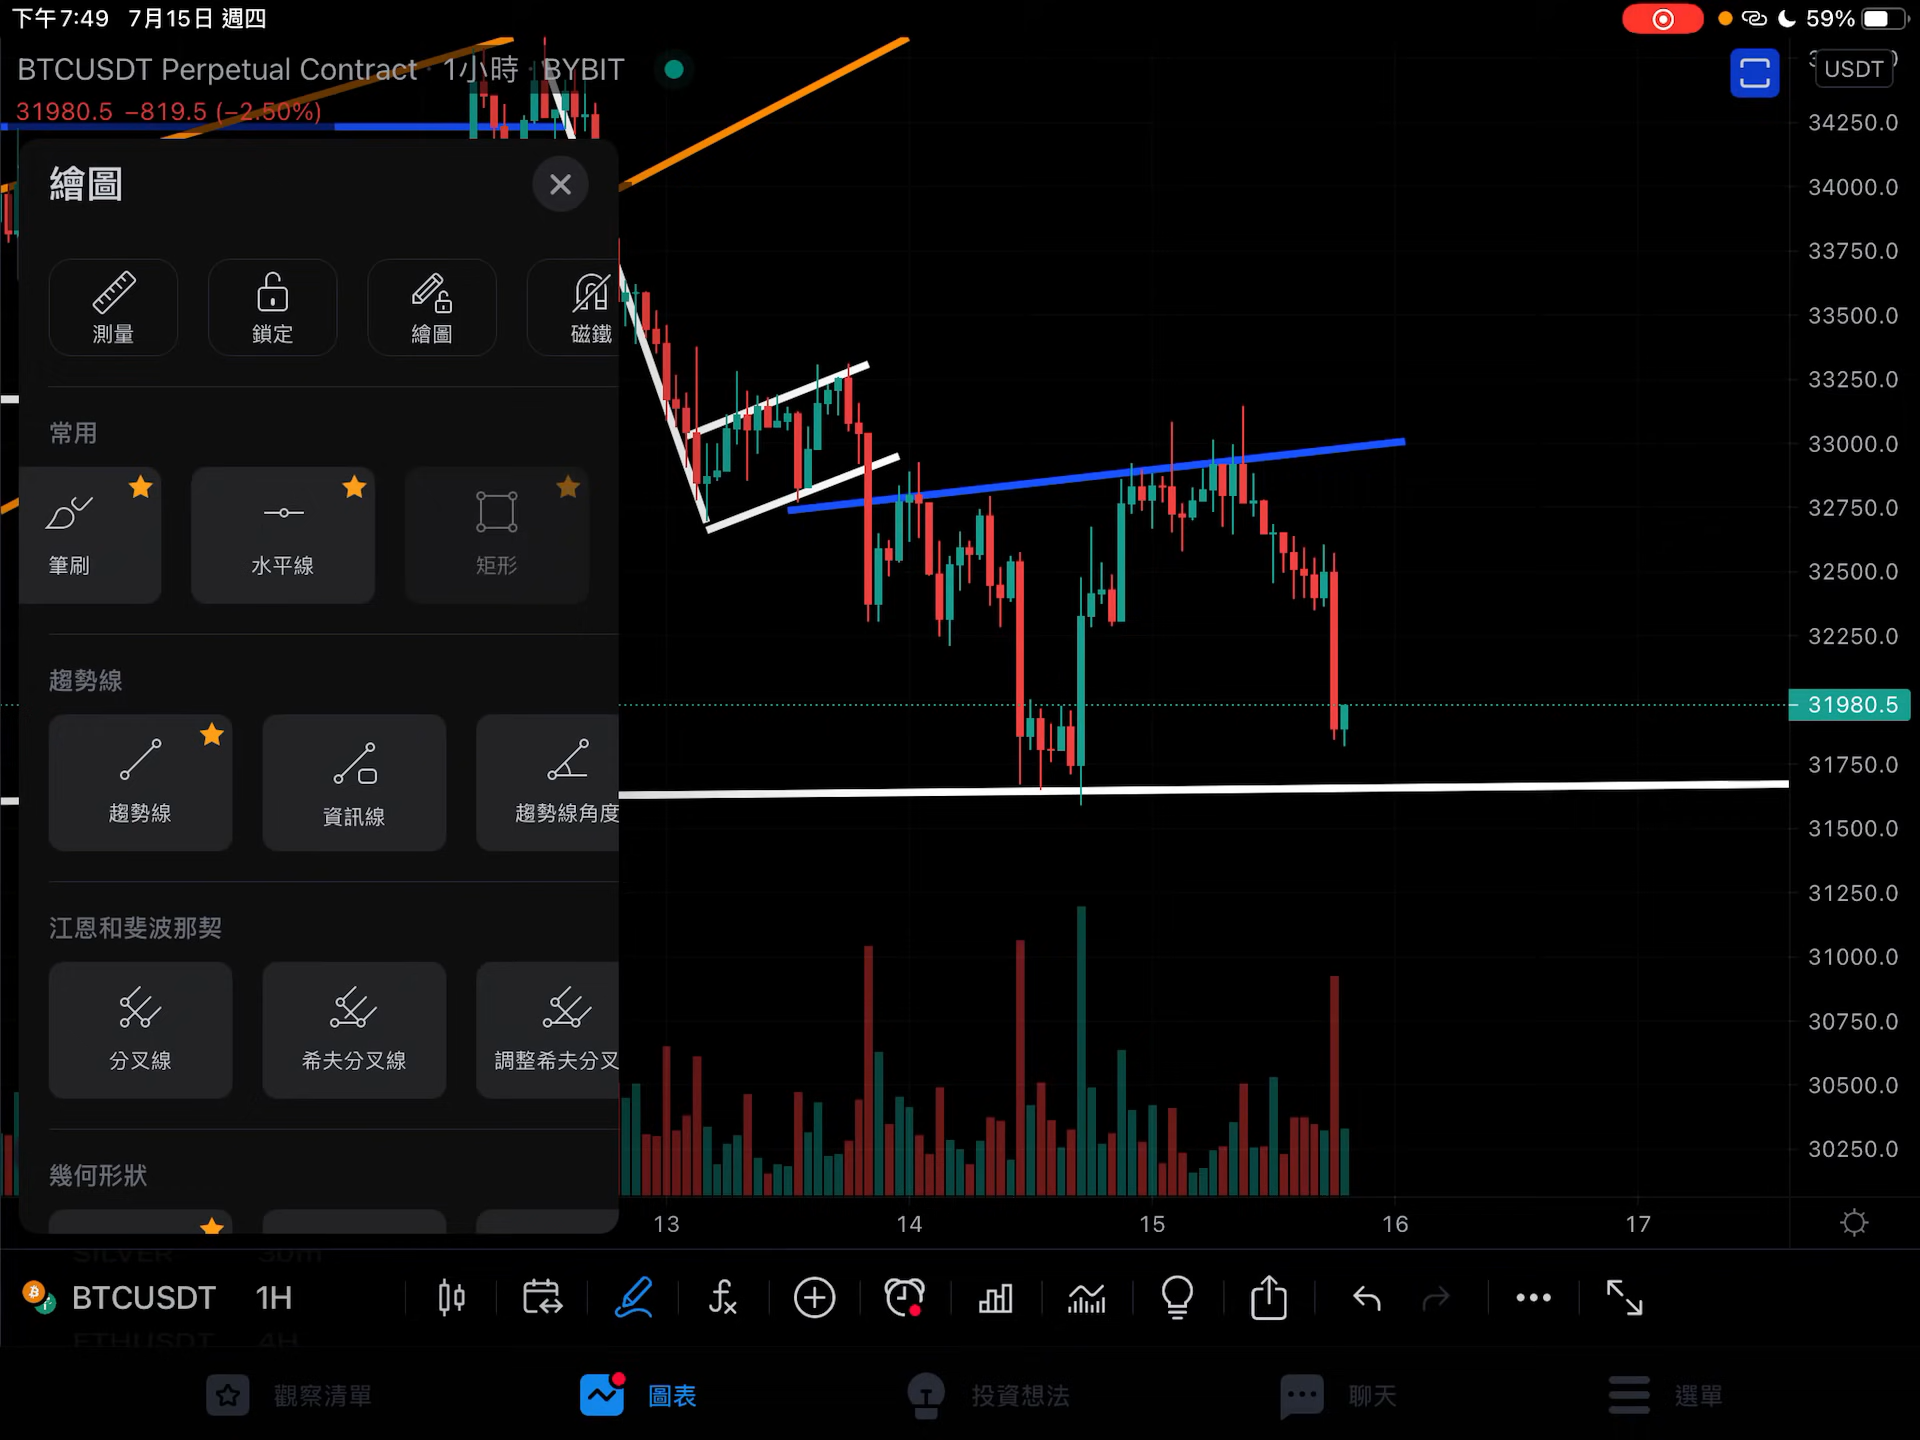 下午7:49 7月15日 週四
59%
BTCUSDT Perpetual Contract · 1小時 · BYBIT
USDT
31980.5 −819.5 (−2.50%)
34250.0
34000.0
33750.0
33500.0
33250.0
33000.0
32750.0
32500.0
32250.0
31980.5
31750.0
31500.0
31250.0
31000.0
30750.0
30500.0
30250.0
繪圖
測量 鎖定 繪圖 磁鐵
常用
筆刷 水平線 矩形
趨勢線
趨勢線 資訊線 趨勢線角度
江恩和斐波那契
分叉線 希夫分叉線 調整希夫分叉
幾何形狀
13 14 15 16 17
SILVER 30m
BTCUSDT 1H
ETHUSDT 4H
觀察清單 圖表 投資想法 聊天 選單